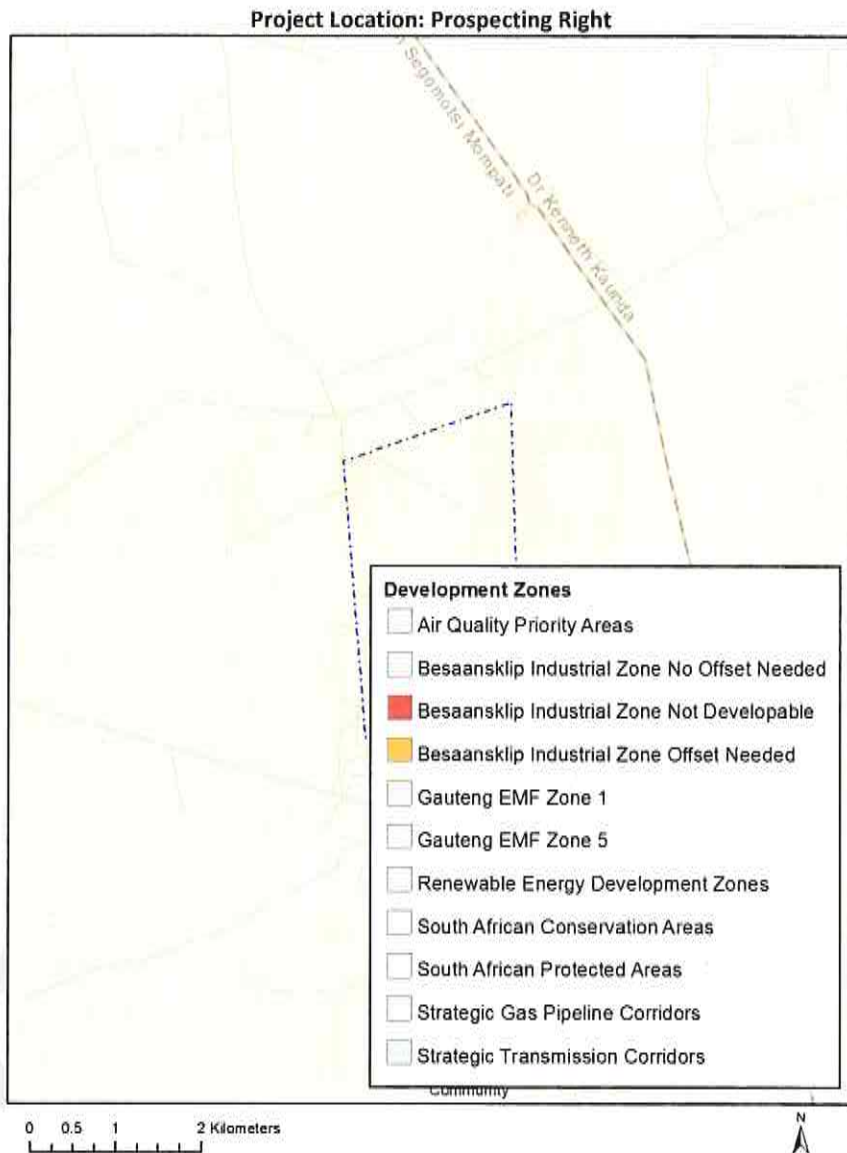 Project Location: Prospecting Right
Segomotsi Mompati
Dr Kenneth Kaunda
Development Zones
Air Quality Priority Areas
Besaansklip Industrial Zone No Offset Needed
Besaansklip Industrial Zone Not Developable
Besaansklip Industrial Zone Offset Needed
Gauteng EMF Zone 1
Gauteng EMF Zone 5
Renewable Energy Development Zones
South African Conservation Areas
South African Protected Areas
Strategic Gas Pipeline Corridors
Strategic Transmission Corridors
Community
0 0.5 1 2 Kilometers
N